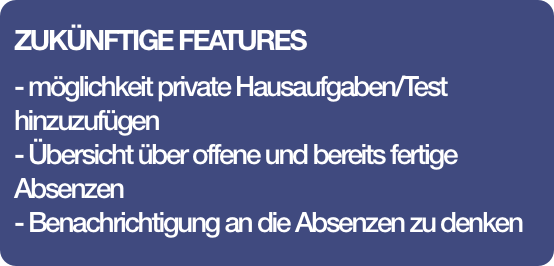 ZUKÜNFTIGE FEATURES
- möglichkeit private Hausaufgaben/Test
hinzuzufügen
- Übersicht über offene und bereits fertige
Absenzen
- Benachrichtigung an die Absenzen zu denken